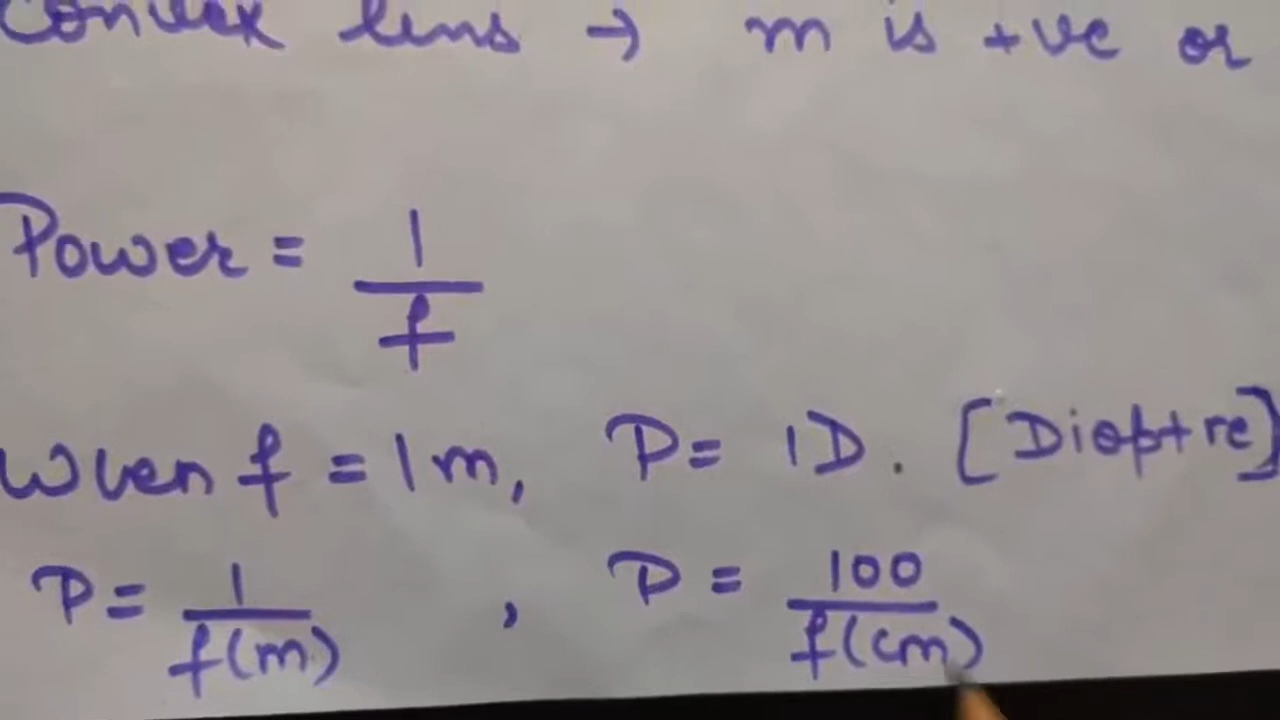 Convex lens → m is +ve or
Power = 1/f
When f = 1m, P = 1D. [Dioptre]
P = 1/f(m) , P = 100/f(cm)